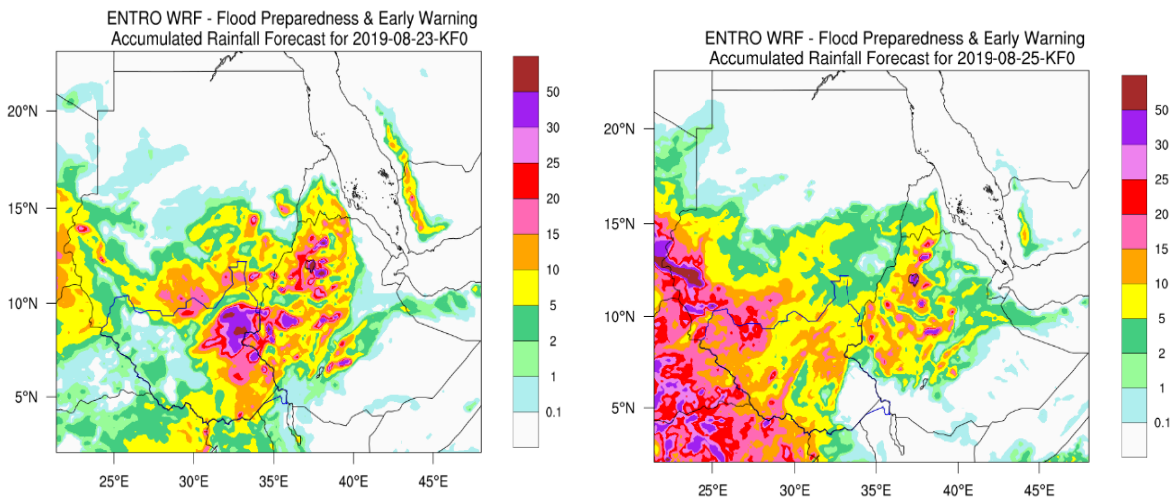 ENTRO WRF - Flood Preparedness & Early Warning
Accumulated Rainfall Forecast for 2019-08-23-KF0
20°N
15°N
10°N
5°N
25°E
30°E
35°E
40°E
45°E
50
30
25
20
15
10
5
2
1
0.1
ENTRO WRF - Flood Preparedness & Early Warning
Accumulated Rainfall Forecast for 2019-08-25-KF0
20°N
15°N
10°N
5°N
25°E
30°E
35°E
40°E
45°E
50
30
25
20
15
10
5
2
1
0.1